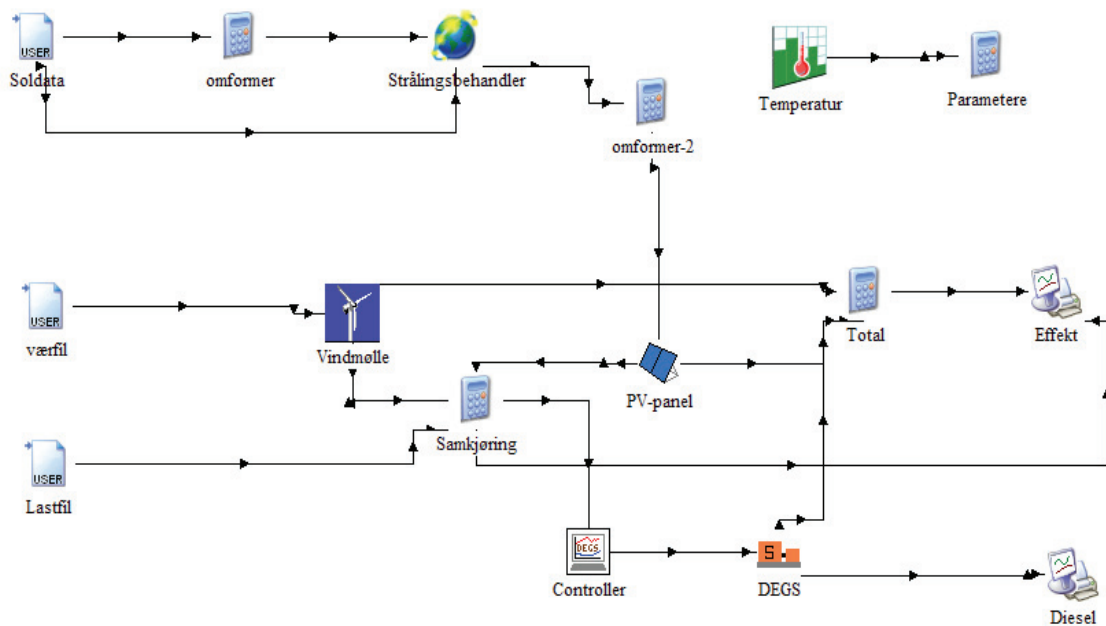 USER
Soldata
omformer
Strålingsbehandler
omformer-2
Temperatur
Parametere
USER
værfil
Vindmølle
Total
Effekt
PV-panel
Samkjøring
USER
Lastfil
DEGS
Controller
S
DEGS
Diesel